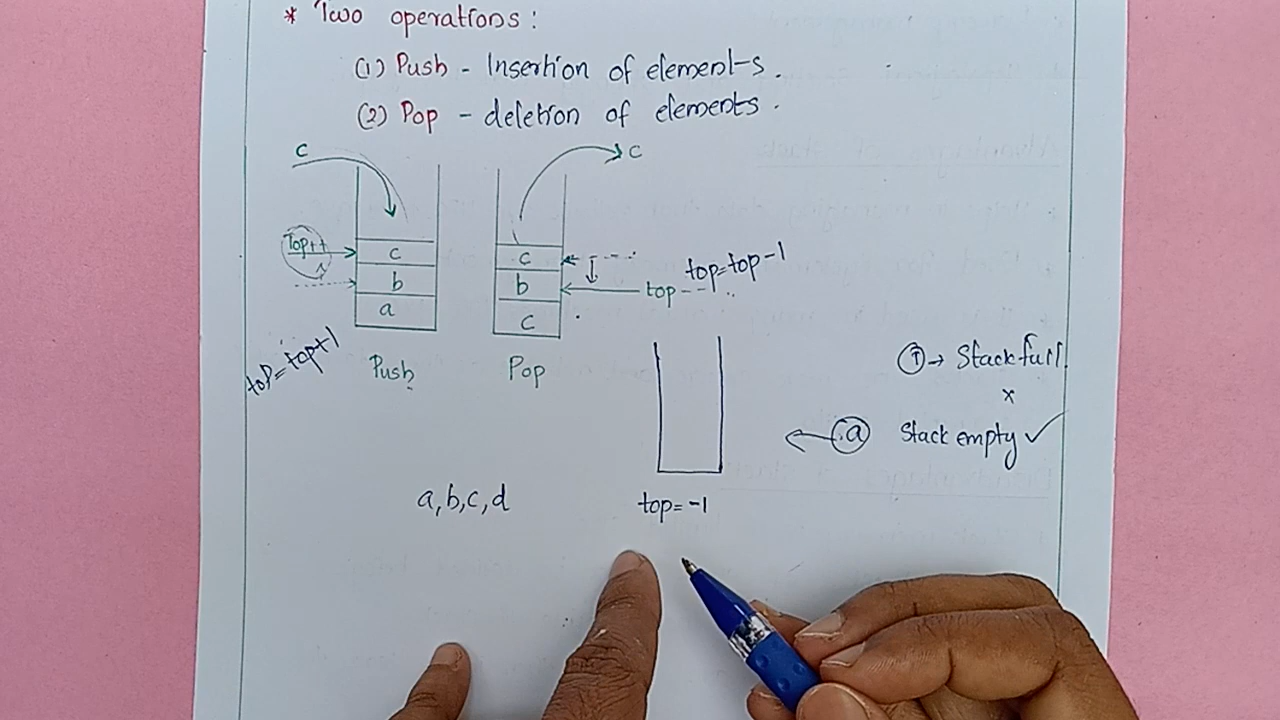 * Two operations:
(1) Push - Insertion of elements.
(2) Pop - deletion of elements.
c
c
Top++
c
b
a
c
b
c
top=top-1
top--
top=top+1
Push
Pop
① → Stack full
x
a Stack empty ✓
a,b,c,d
top=-1